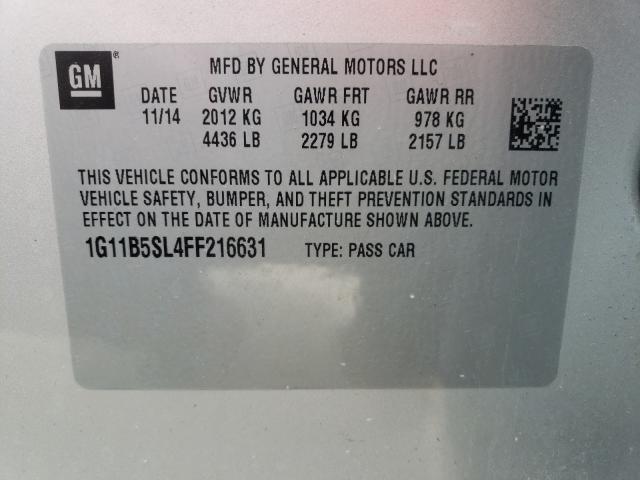 GM ®
MFD BY GENERAL MOTORS LLC
DATE GVWR GAWR FRT GAWR RR
11/14 2012 KG 1034 KG 978 KG
4436 LB 2279 LB 2157 LB
THIS VEHICLE CONFORMS TO ALL APPLICABLE U.S. FEDERAL MOTOR
VEHICLE SAFETY, BUMPER, AND THEFT PREVENTION STANDARDS IN
EFFECT ON THE DATE OF MANUFACTURE SHOWN ABOVE.
1G11B5SL4FF216631 TYPE: PASS CAR